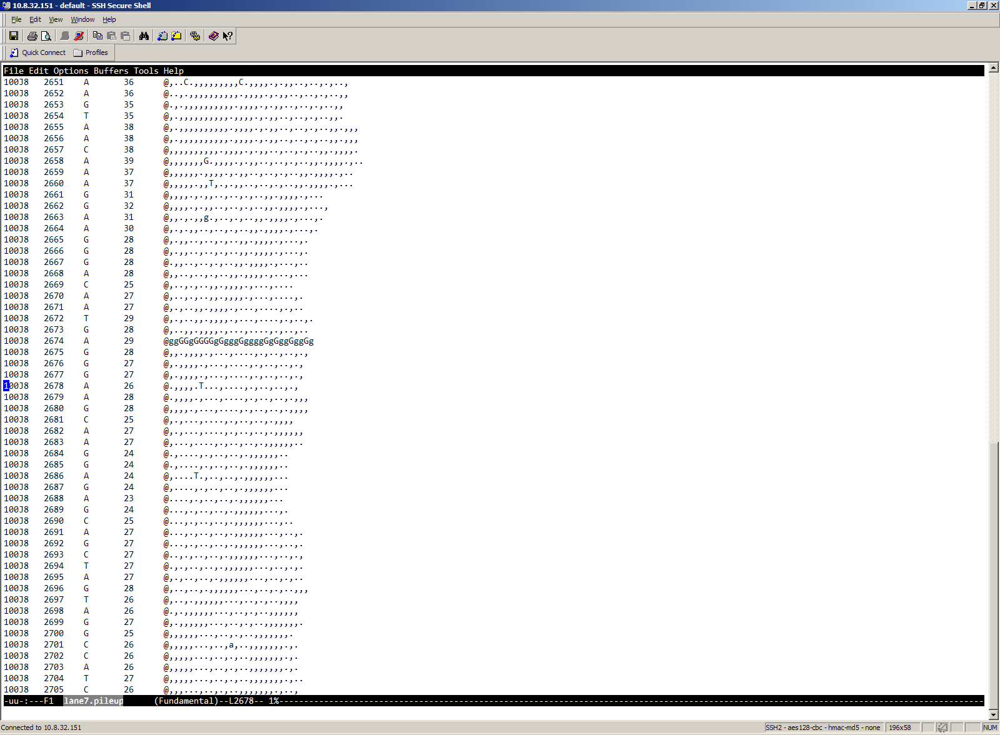 10.8.32.151 - default - SSH Secure Shell
File Edit View Window Help
Quick Connect Profiles
File Edit Options Buffers Tools Help
100J8 2651 A 36 @,..C.,,,,,,,,,C.,,,,.,.,,..,..,.,..,
100J8 2652 A 36 @..,.,,,,,,,,,,.,,,,.,.,,..,..,.,..,,
100J8 2653 G 35 @.,.,,,,,,,,,,.,,,,.,.,,..,..,.,..,,
100J8 2654 T 35 @,.,,,,,,,,,,.,,,,.,.,,..,..,.,..,,.
100J8 2655 A 38 @,.,,,,,,,,,,.,,,,.,.,,..,..,.,..,,.,,,
100J8 2656 A 38 @,.,,,,,,,,,,.,,,,.,.,,..,..,.,..,,.,,,
100J8 2657 C 38 @,,,,,,,,,,,.,,,,.,.,,..,..,.,..,,.,,,,.
100J8 2658 A 39 @,,,,,,,G.,,,,.,.,,..,..,.,..,,.,,,,.,..
100J8 2659 A 37 @,,,,,,.,,,,.,.,,..,..,.,..,,.,,,,.,..
100J8 2660 A 37 @,,,,,.,,T,.,.,,..,..,.,..,,.,,,,.,...
100J8 2661 G 31 @,,,,.,.,,..,..,.,..,,.,,,,.,...
100J8 2662 G 32 @,,,,.,.,,..,..,.,..,,.,,,,.,...,
100J8 2663 A 31 @,,.,.,,g.,..,.,..,,.,,,,.,...,.
100J8 2664 A 30 @,.,.,,..,..,.,..,,.,,,,.,...,.
100J8 2665 G 28 @,.,,..,..,.,..,,.,,,,.,...,.
100J8 2666 G 28 @,.,,..,..,.,..,,.,,,,.,...,.
100J8 2667 G 28 @.,,..,..,.,..,,.,,,,.,...,..
100J8 2668 A 28 @,,..,..,.,..,,.,,,,.,...,...
100J8 2669 C 25 @,..,.,..,,.,,,,.,...,....
100J8 2670 A 27 @.,..,.,..,,.,,,,.,...,....,.
100J8 2671 A 27 @.,..,.,..,,.,,,,.,...,....,..
100J8 2672 T 29 @.,..,,.,,,,.,...,....,.,..,.
100J8 2673 G 28 @,..,,.,,,,.,...,....,.,..,..
100J8 2674 A 29 @ggGGgGGGGgGgggGggggGgGggGggGg
100J8 2675 G 28 @,,.,,,,.,...,....,.,..,..,.,
100J8 2676 G 27 @,.,,,,.,...,....,.,..,..,.,
100J8 2677 G 27 @,.,,,,.,...,....,.,..,..,.,
100J8 2678 A 26 @.,,,,.T...,....,.,..,..,.,
100J8 2679 A 28 @.,,,,.,...,....,.,..,..,.,,,
100J8 2680 G 28 @,,,,.,...,....,.,..,..,.,,,,
100J8 2681 C 25 @,.,...,....,.,..,..,.,,,,
100J8 2682 A 27 @,.,...,....,.,..,..,.,,,,,,
100J8 2683 A 27 @,...,....,.,..,..,.,,,,,,..
100J8 2684 G 24 @.,....,.,..,..,.,,,,,,..
100J8 2685 G 24 @.,....,.,..,..,.,,,,,,..
100J8 2686 A 24 @,....T.,..,..,.,,,,,,...
100J8 2687 G 24 @,....,.,..,..,.,,,,,,...
100J8 2688 A 23 @....,.,..,..,.,,,,,,...
100J8 2689 G 24 @...,.,..,..,.,,,,,,...,.
100J8 2690 C 25 @...,.,..,..,.,,,,,,...,..
100J8 2691 A 27 @...,.,..,..,.,,,,,,...,..,.
100J8 2692 G 27 @...,.,..,..,.,,,,,,...,..,.
100J8 2693 C 27 @..,.,..,..,.,,,,,,...,..,.,
100J8 2694 T 27 @.,.,..,..,.,,,,,,...,..,.,.
100J8 2695 A 27 @,.,..,..,.,,,,,,...,..,.,..
100J8 2696 G 28 @,..,..,.,,,,,,...,..,.,..,,,
100J8 2697 T 26 @,..,.,,,,,,...,..,.,..,,,,
100J8 2698 A 26 @.,.,,,,,,...,..,.,..,,,,,,
100J8 2699 G 27 @,.,,,,,,...,..,.,..,,,,,,,.
100J8 2700 G 25 @,,,,,,...,..,.,..,,,,,,,.
100J8 2701 C 26 @,,,,,...,..,a,..,,,,,,,.,.
100J8 2702 C 26 @,,,,,...,..,.,..,,,,,,,.,.
100J8 2703 A 26 @,,,,,...,..,.,..,,,,,,,.,.
100J8 2704 T 27 @,,,,,...,..,.,..,,,,,,,.,..
100J8 2705 C 26 @,,,...,..,.,..,,,,,,,.,..,
-uu-:---F1 lane7.pileup (Fundamental)--L2678-- 1%--------------------
Connected to 10.8.32.151 SSH2 - aes128-cbc - hmac-md5 - none 196x58 NUM